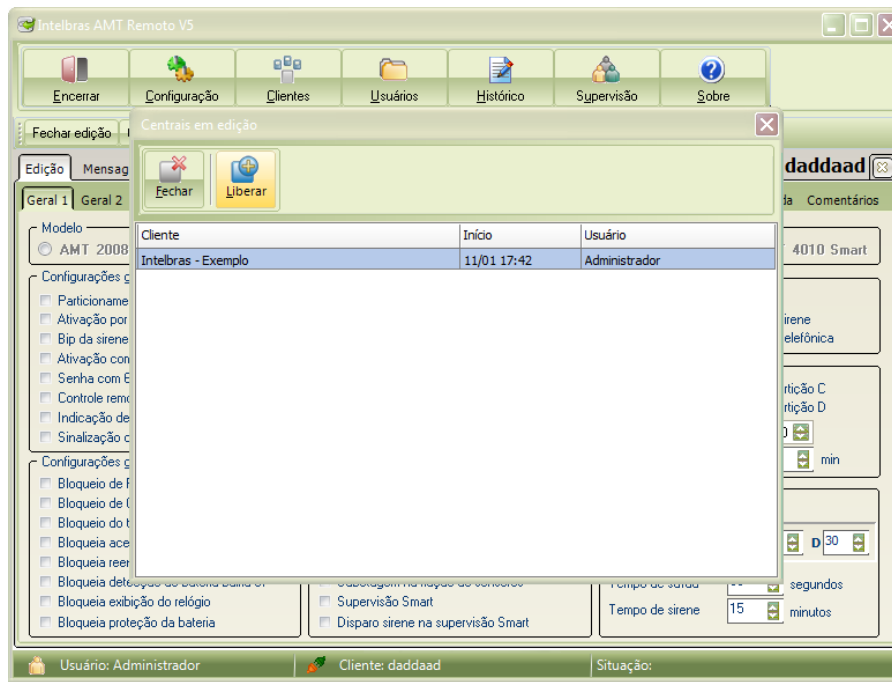 Intelbras AMT Remoto V5
Encerrar Configuração Clientes Usuários Histórico Supervisão Sobre
Fechar edição
Centrais em edição
Edição Mensag daddaad
Fechar Liberar
Geral 1 Geral 2 da Comentários
Cliente Início Usuário
Intelbras - Exemplo 11/01 17:42 Administrador
Modelo
AMT 2008 4010 Smart
Configurações g
Particioname
Ativação por irene
Bip da sirene elefônica
Ativação con
Senha com 6
Controle remo rtição C
Indicação de rtição D
Sinalização d
Configurações g min
Bloqueio de
Bloqueio de
Bloqueio do t
Bloqueia ace D 30
Bloqueia reer
Bloqueia segundos
Bloqueia exibição do relógio Supervisão Smart Tempo de sirene 15 minutos
Bloqueia proteção da bateria Disparo sirene na supervisão Smart
Usuário: Administrador Cliente: daddaad Situação: